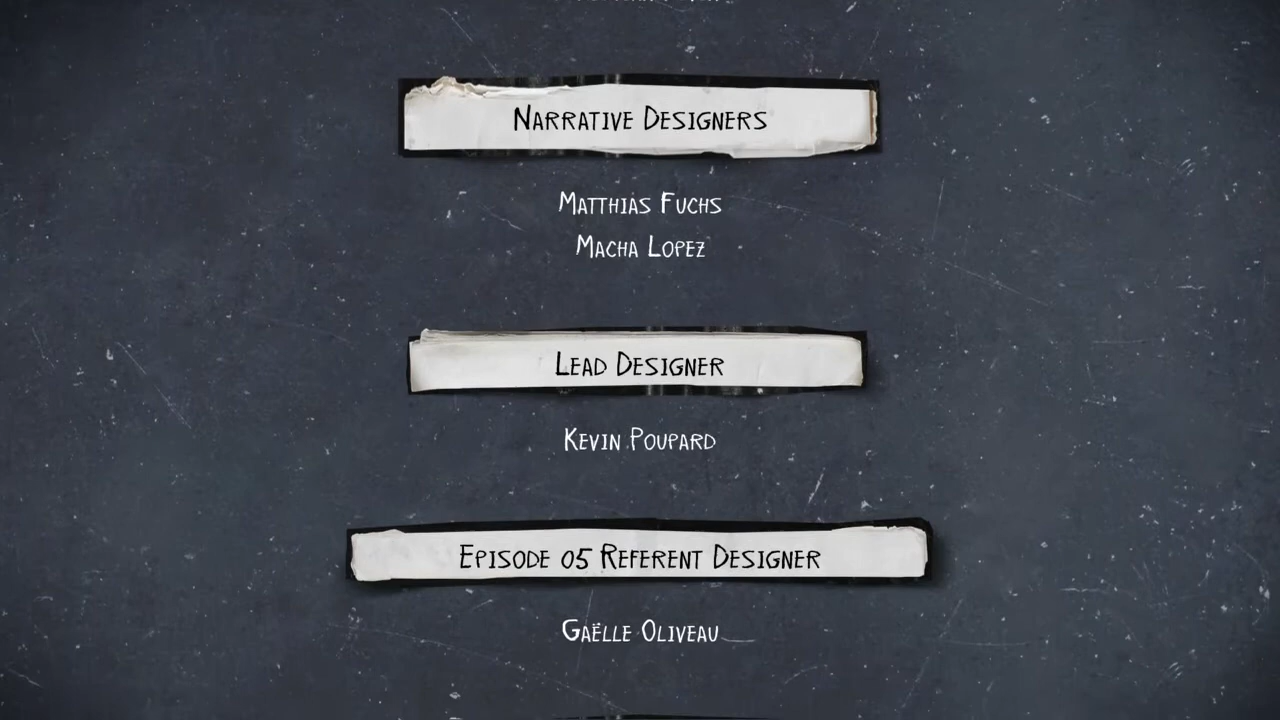 Narrative Designers
Matthias Fuchs
Macha Lopez
Lead Designer
Kevin Poupard
Episode 05 Referent Designer
Gaëlle Oliveau